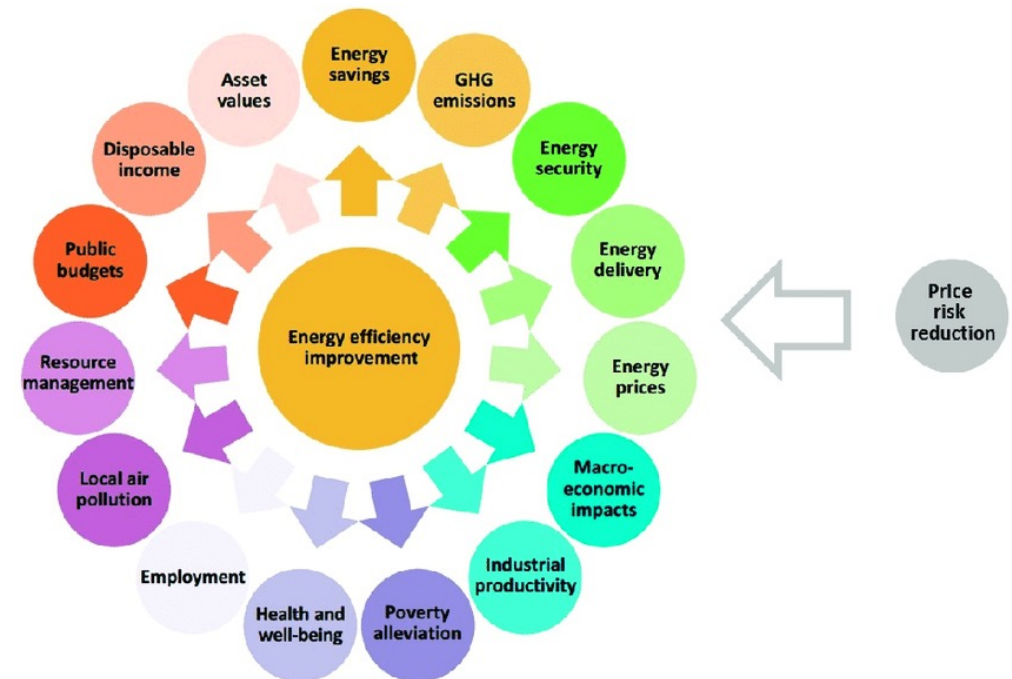 Energy
savings
GHG
emissions
Energy
security
Energy
delivery
Energy
prices
Macro-
economic
impacts
Industrial
productivity
Poverty
alleviation
Health and
well-being
Employment
Local air
pollution
Resource
management
Public
budgets
Disposable
income
Asset
values
Energy efficiency
improvement
Price
risk
reduction